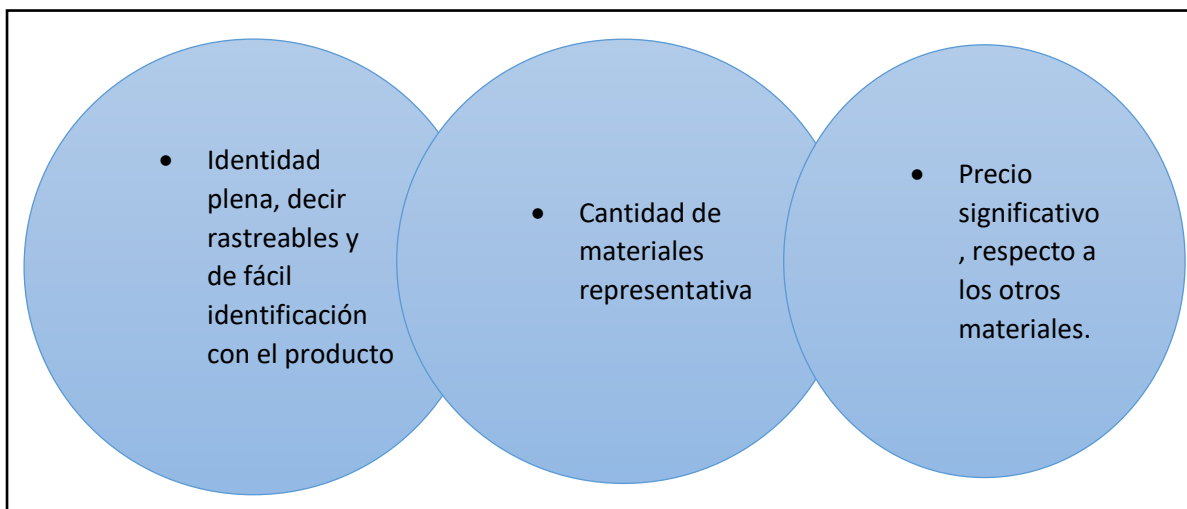 • Identidad
plena, decir
rastreables y
de fácil
identificación
con el producto
• Cantidad de
materiales
representativa
• Precio
significativo
, respecto a
los otros
materiales.